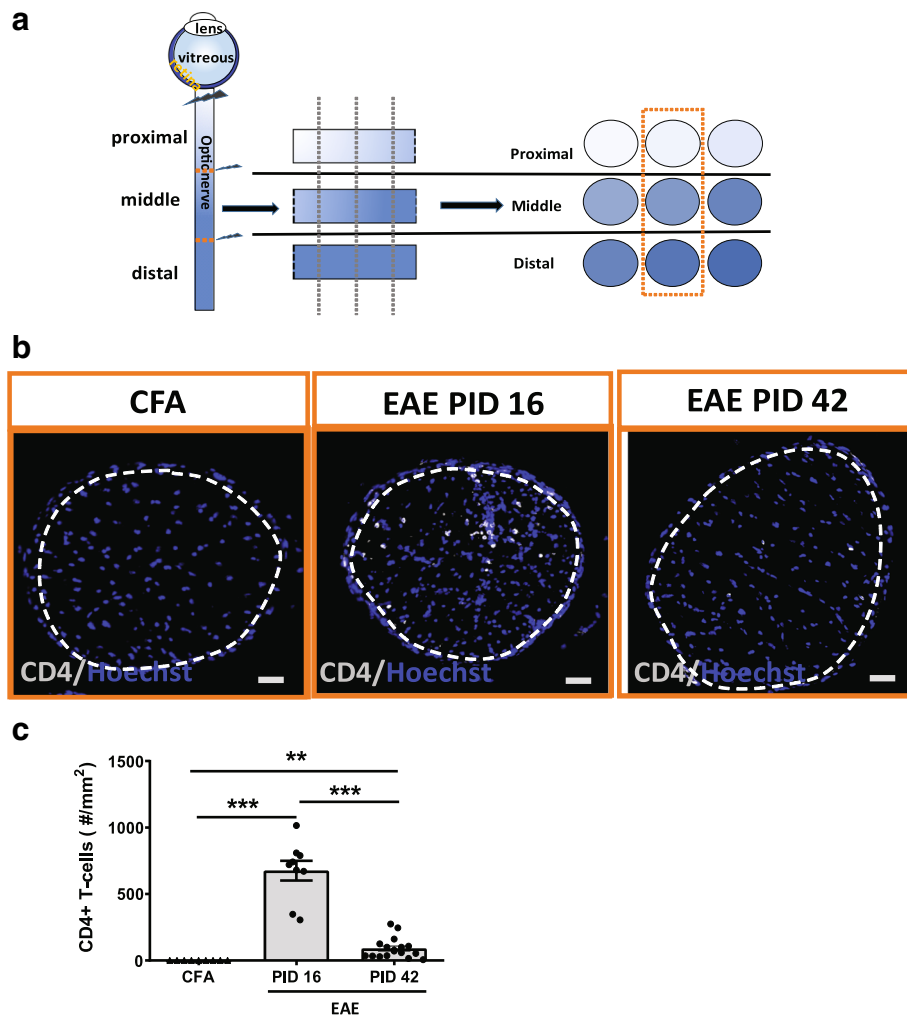 a
lens
vitreous
retina
Optic nerve
proximal
middle
distal
Proximal
Middle
Distal
b
CFA
EAE PID 16
EAE PID 42
CD4/Hoechst
CD4/Hoechst
CD4/Hoechst
c
CD4+ T-cells ( #/mm²)
1500
1000
500
0
**
***
***
CFA
PID 16
PID 42
EAE